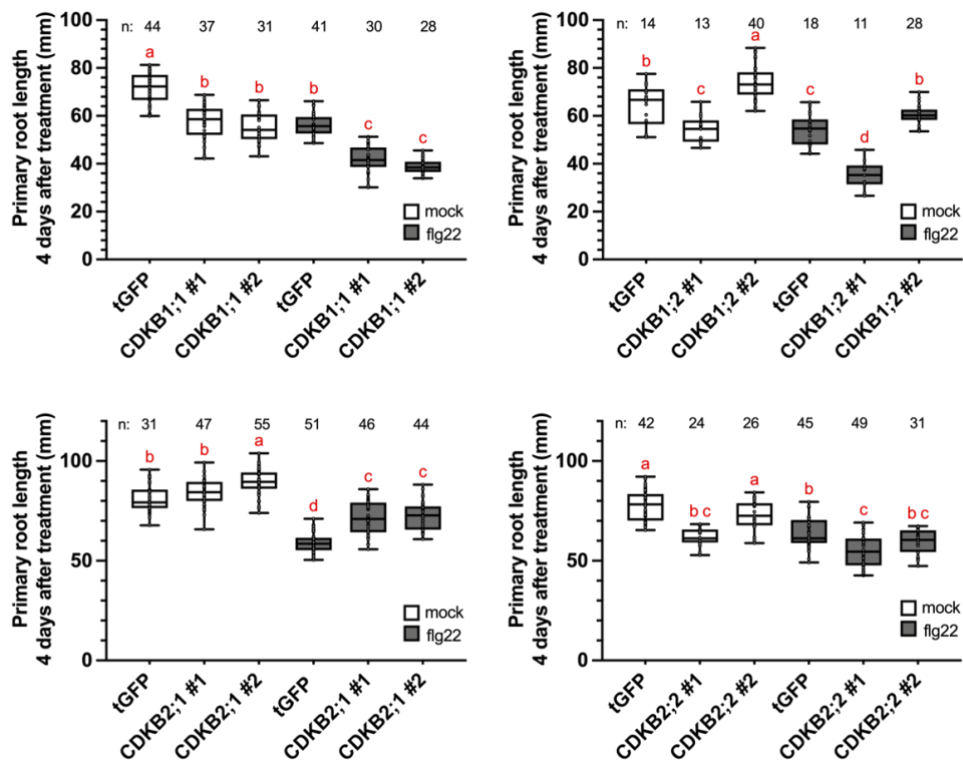 n: 44 37 31 41 30 28
a b b b c c
Primary root length
4 days after treatment (mm)
100
80
60
40
20
0
mock
flg22
tGFP
CDKB1;1 #1
CDKB1;1 #2
tGFP
CDKB1;1 #1
CDKB1;1 #2
n: 14 13 40 18 11 28
b c a c d b
Primary root length
4 days after treatment (mm)
100
80
60
40
20
0
mock
flg22
tGFP
CDKB1;2 #1
CDKB1;2 #2
tGFP
CDKB1;2 #1
CDKB1;2 #2
n: 31 47 55 51 46 44
b b a d c c
Primary root length
4 days after treatment (mm)
100
50
0
mock
flg22
tGFP
CDKB2;1 #1
CDKB2;1 #2
tGFP
CDKB2;1 #1
CDKB2;1 #2
n: 42 24 26 45 49 31
a b c a b c b c
Primary root length
4 days after treatment (mm)
100
50
0
mock
flg22
tGFP
CDKB2;2 #1
CDKB2;2 #2
tGFP
CDKB2;2 #1
CDKB2;2 #2